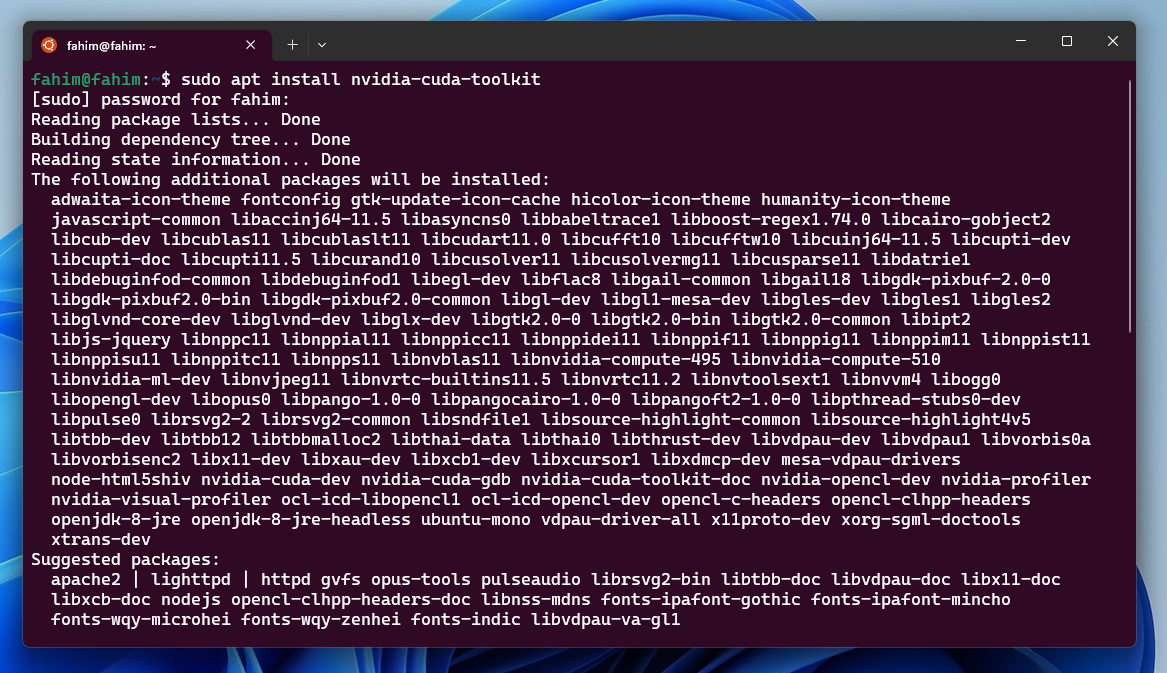 fahim@fahim: ~
fahim@fahim:~$ sudo apt install nvidia-cuda-toolkit
[sudo] password for fahim:
Reading package lists... Done
Building dependency tree... Done
Reading state information... Done
The following additional packages will be installed:
adwaita-icon-theme fontconfig gtk-update-icon-cache hicolor-icon-theme humanity-icon-theme
javascript-common libaccinj64-11.5 libasyncns0 libbabeltrace1 libboost-regex1.74.0 libcairo-gobject2
libcub-dev libcublas11 libcublaslt11 libcudart11.0 libcufft10 libcufftw10 libcuinj64-11.5 libcupti-dev
libcupti-doc libcupti11.5 libcurand10 libcusolver11 libcusolvermg11 libcusparse11 libdatrie1
libdebuginfod-common libdebuginfod1 libegl-dev libflac8 libgail-common libgail18 libgdk-pixbuf-2.0-0
libgdk-pixbuf2.0-bin libgdk-pixbuf2.0-common libgl-dev libgl1-mesa-dev libgles-dev libgles1 libgles2
libglvnd-core-dev libglvnd-dev libglx-dev libgtk2.0-0 libgtk2.0-bin libgtk2.0-common libipt2
libjs-jquery libnppc11 libnppial11 libnppicc11 libnppidei11 libnppif11 libnppig11 libnppim11 libnppist11
libnppisu11 libnppitc11 libnpps11 libnvblas11 libnvidia-compute-495 libnvidia-compute-510
libnvidia-ml-dev libnvjpeg11 libnvrtc-builtins11.5 libnvrtc11.2 libnvtoolsext1 libnvvm4 libogg0
libopengl-dev libopus0 libpango-1.0-0 libpangocairo-1.0-0 libpangoft2-1.0-0 libpthread-stubs0-dev
libpulse0 librsvg2-2 librsvg2-common libsndfile1 libsource-highlight-common libsource-highlight4v5
libtbb-dev libtbb12 libtbbmalloc2 libthai-data libthai0 libthrust-dev libvdpau-dev libvdpau1 libvorbis0a
libvorbisenc2 libx11-dev libxau-dev libxcb1-dev libxcursor1 libxdmcp-dev mesa-vdpau-drivers
node-html5shiv nvidia-cuda-dev nvidia-cuda-gdb nvidia-cuda-toolkit-doc nvidia-opencl-dev nvidia-profiler
nvidia-visual-profiler ocl-icd-libopencl1 ocl-icd-opencl-dev opencl-c-headers opencl-clhpp-headers
openjdk-8-jre openjdk-8-jre-headless ubuntu-mono vdpau-driver-all x11proto-dev xorg-sgml-doctools
xtrans-dev
Suggested packages:
apache2 | lighttpd | httpd gvfs opus-tools pulseaudio librsvg2-bin libtbb-doc libvdpau-doc libx11-doc
libxcb-doc nodejs opencl-clhpp-headers-doc libnss-mdns fonts-ipafont-gothic fonts-ipafont-mincho
fonts-wqy-microhei fonts-wqy-zenhei fonts-indic libvdpau-va-gl1